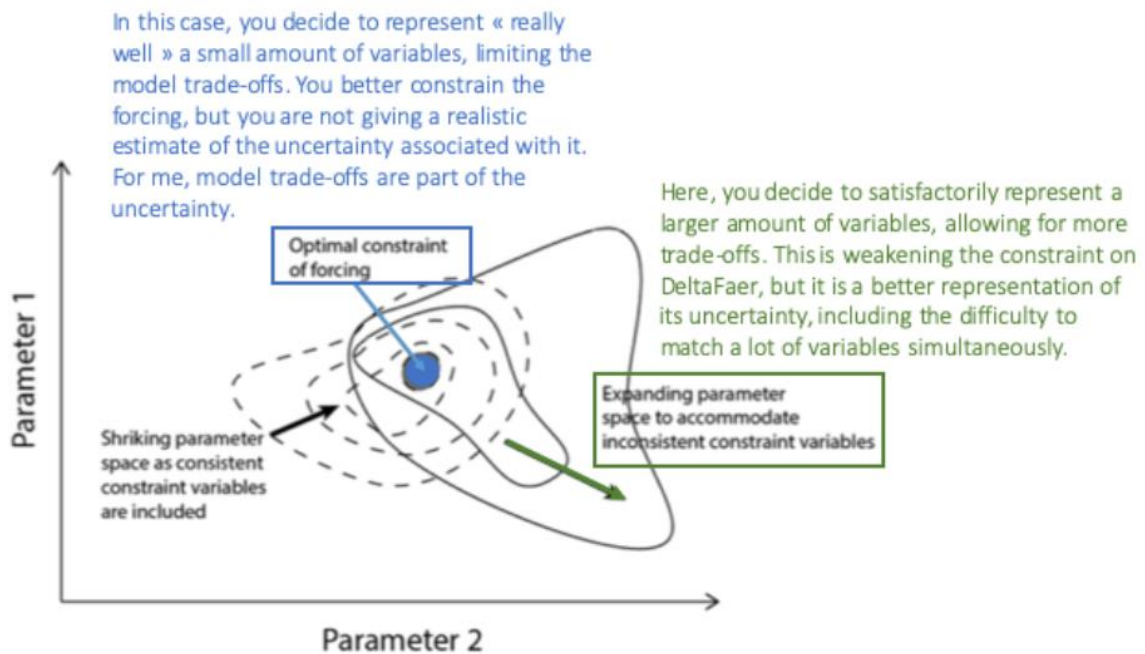 In this case, you decide to represent « really
well » a small amount of variables, limiting the
model trade-offs. You better constrain the
forcing, but you are not giving a realistic
estimate of the uncertainty associated with it.
For me, model trade-offs are part of the
uncertainty.
Here, you decide to satisfactorily represent a
larger amount of variables, allowing for more
trade-offs. This is weakening the constraint on
DeltaFaer, but it is a better representation of
its uncertainty, including the difficulty to
match a lot of variables simultaneously.
Optimal constraint
of forcing
Expanding parameter
space to accommodate
inconsistent constraint variables
Shriking parameter
space as consistent
constraint variables
are included
Parameter 1
Parameter 2